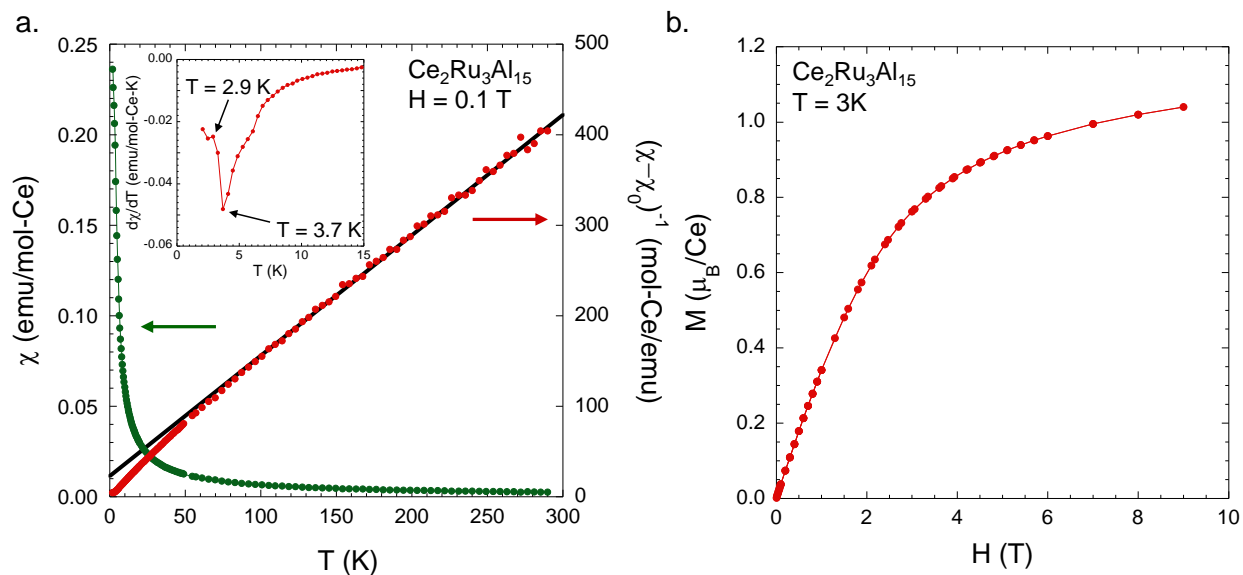 a.
0.25
0.20
0.15
0.10
0.05
0.00
χ (emu/mol-Ce)
0
50
100
150
200
250
300
T (K)
500
400
300
200
100
0
(χ−χ₀)⁻¹ (mol-Ce/emu)
Ce₂Ru₃Al₁₅
H = 0.1 T
0.00
-0.02
-0.04
-0.06
dχ/dT (emu/mol-Ce-K)
T = 2.9 K
T = 3.7 K
0
5
10
15
T (K)
b.
1.2
1.0
0.8
0.6
0.4
0.2
0.0
M (μ_B/Ce)
Ce₂Ru₃Al₁₅
T = 3K
0
2
4
6
8
10
H (T)